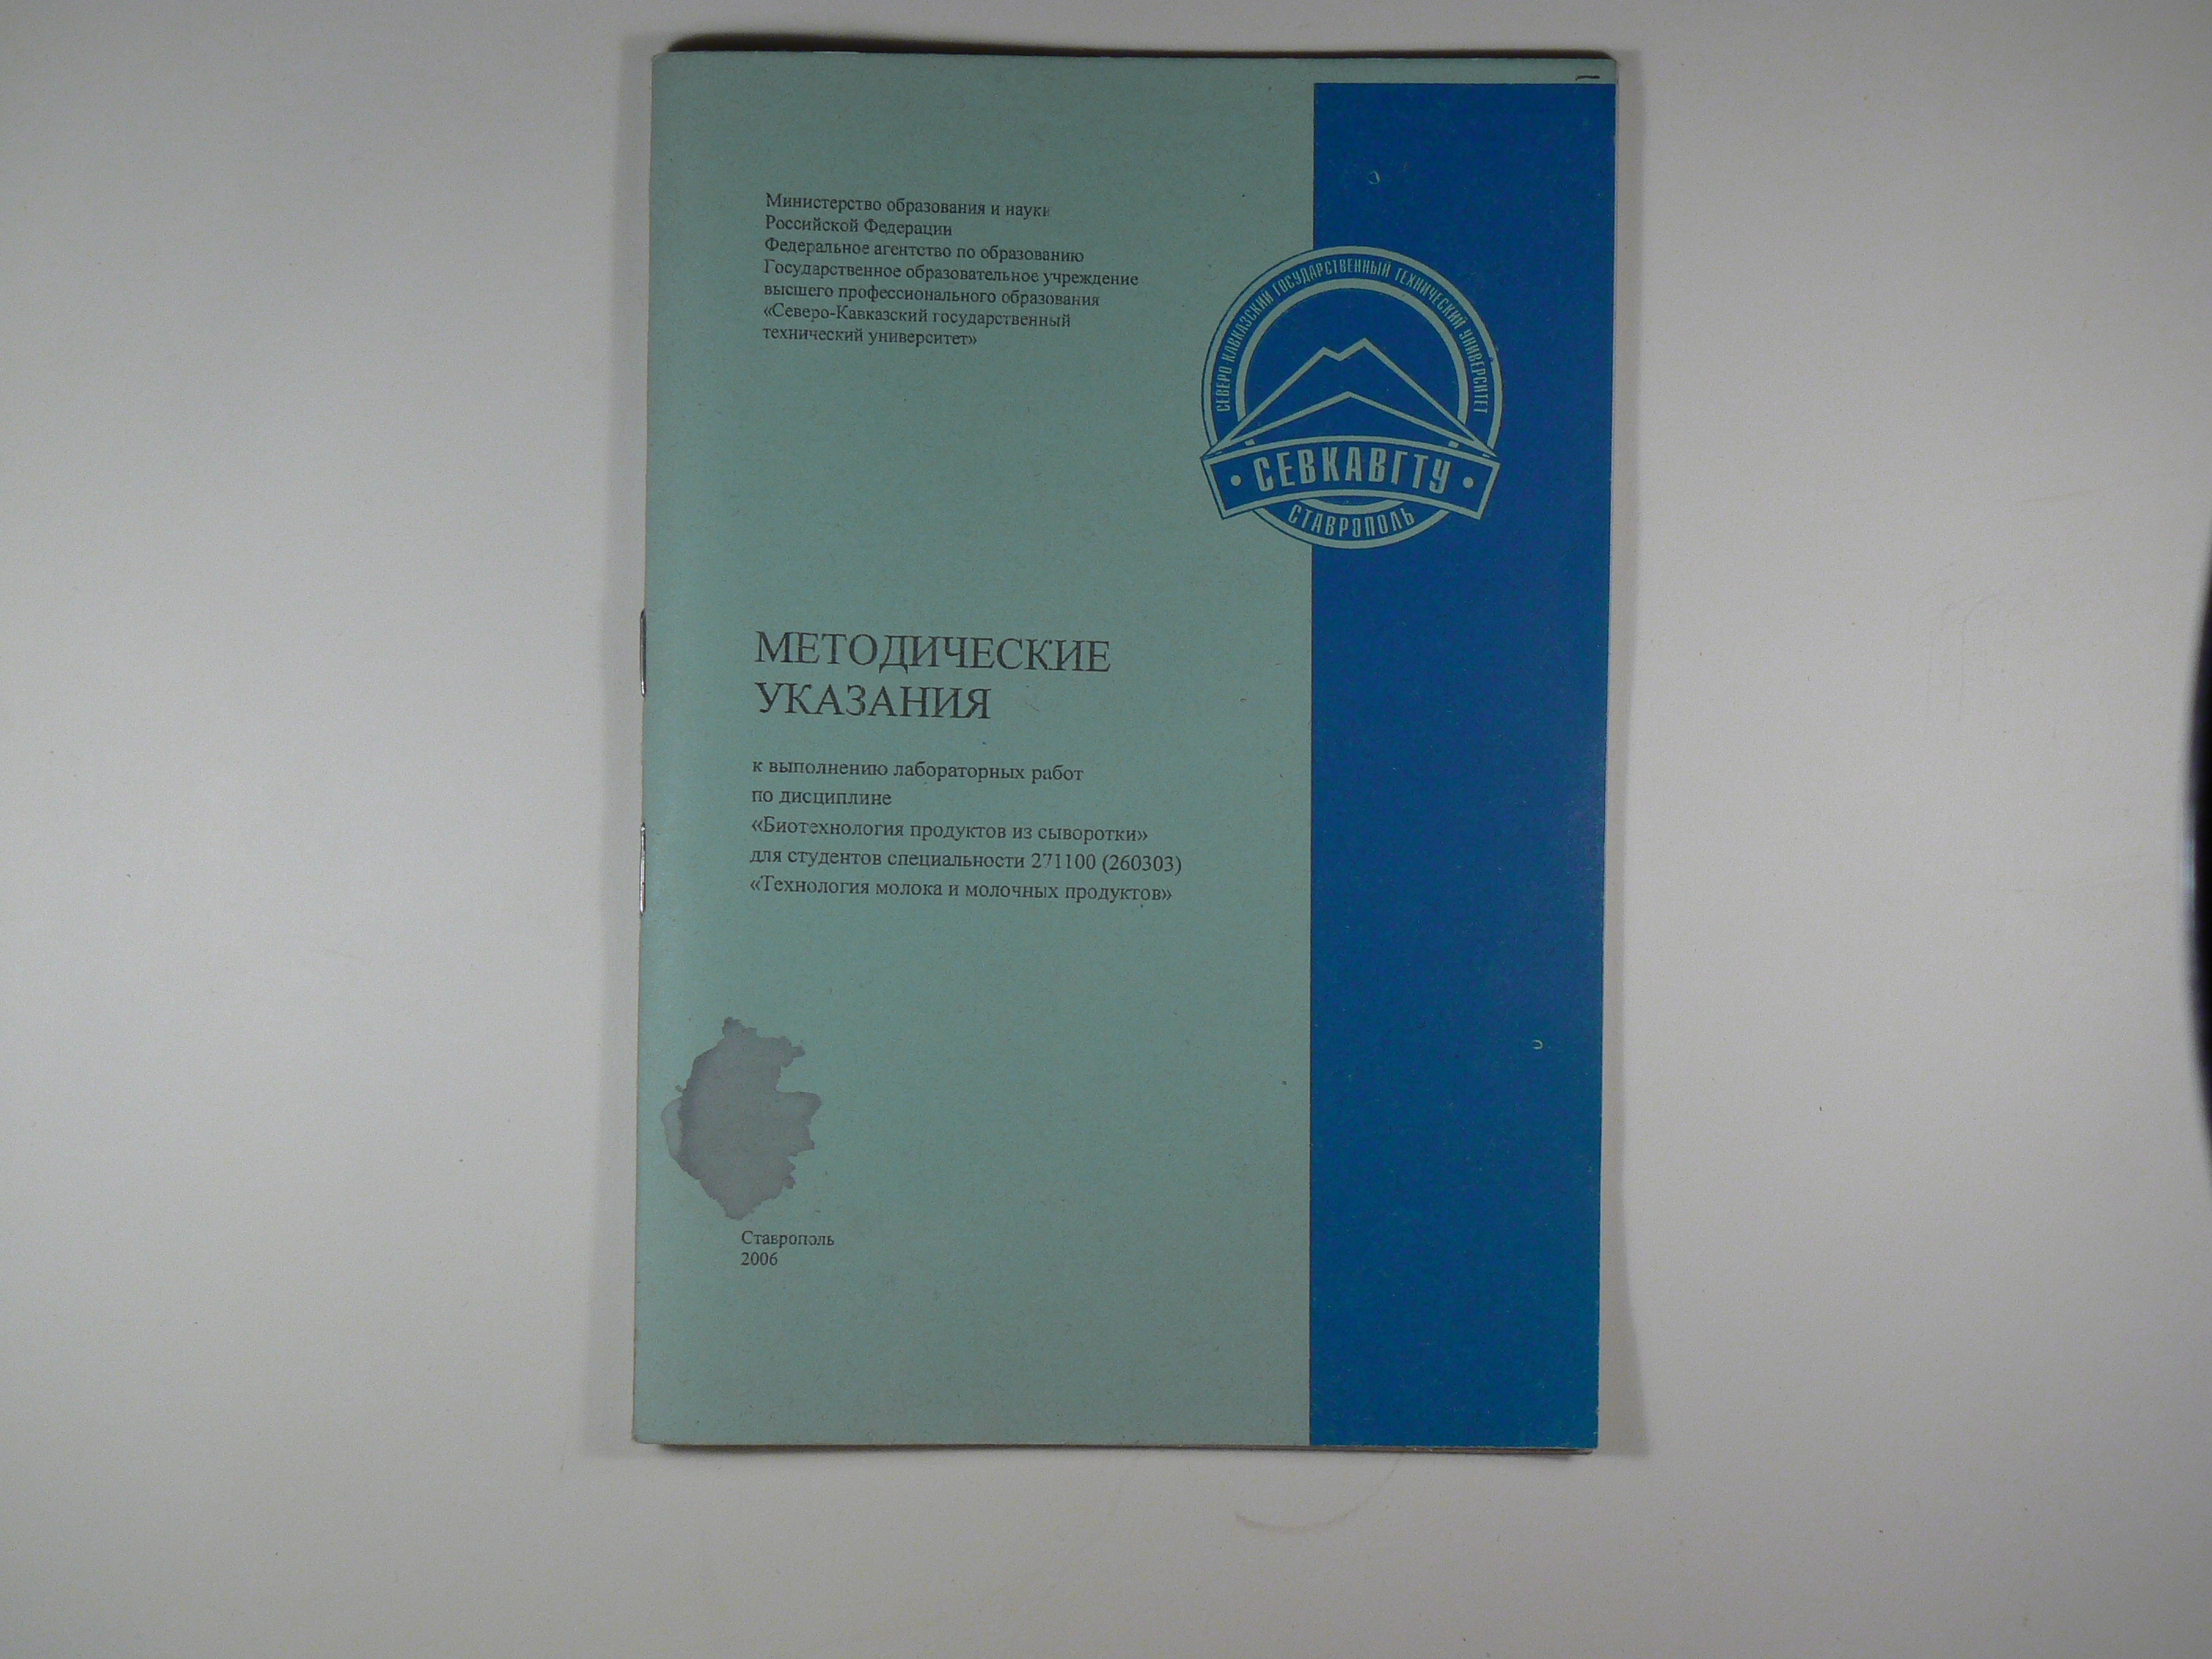 Министерство образования и науки
Российской Федерации
Федеральное агентство по образованию
Государственное образовательное учреждение
высшего профессионального образования
«Северо-Кавказский государственный
технический университет»
СЕВЕРО КАВКАЗСКИЙ ГОСУДАРСТВЕННЫЙ ТЕХНИЧЕСКИЙ УНИВЕРСИТЕТ
• СЕВКАВГТУ •
СТАВРОПОЛЬ
МЕТОДИЧЕСКИЕ
УКАЗАНИЯ
к выполнению лабораторных работ
по дисциплине
«Биотехнология продуктов из сыворотки»
для студентов специальности 271100 (260303)
«Технология молока и молочных продуктов»
Ставрополь
2006